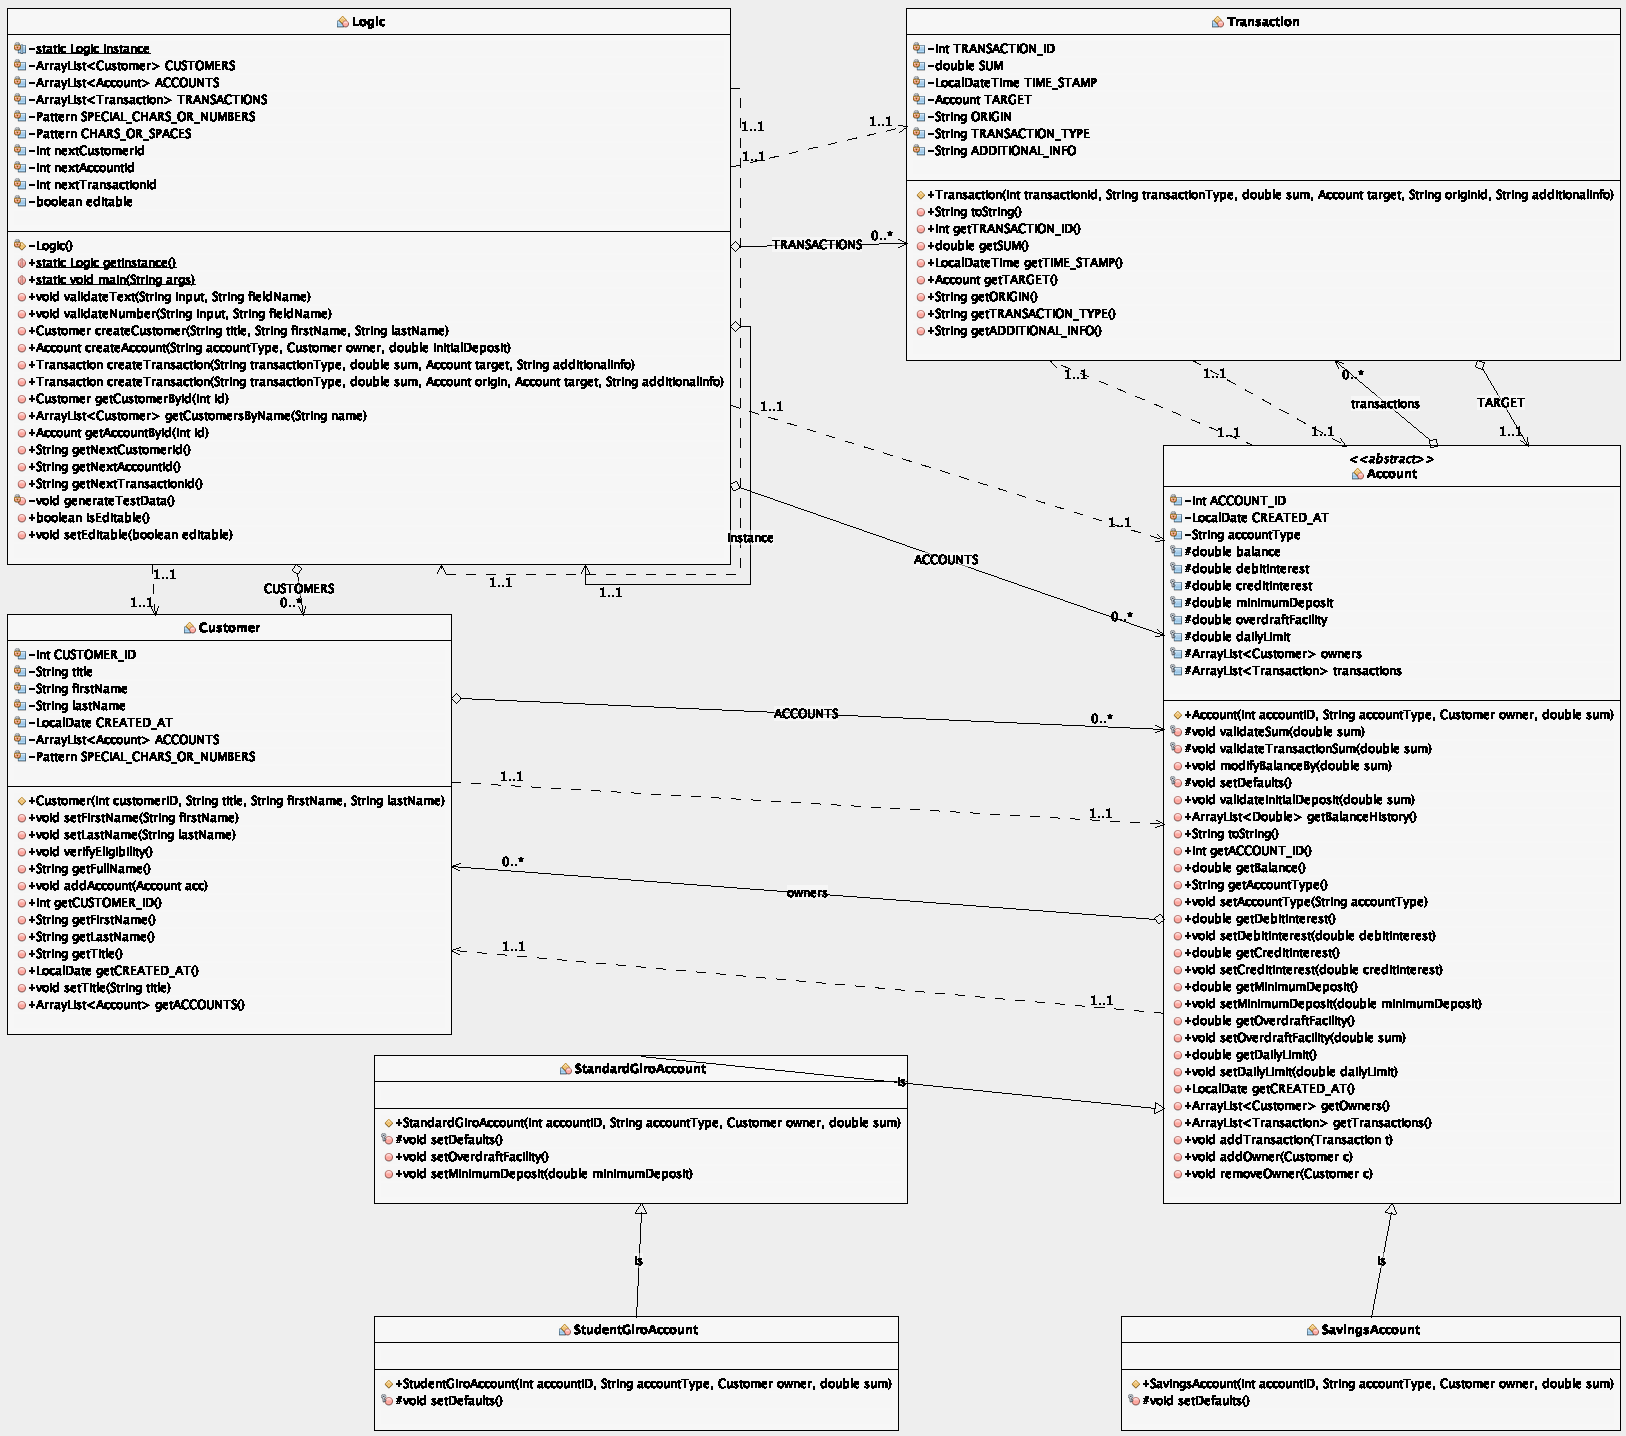 Logic
-static Logic instance
-ArrayList<Customer> CUSTOMERS
-ArrayList<Account> ACCOUNTS
-ArrayList<Transaction> TRANSACTIONS
-Pattern SPECIAL_CHARS_OR_NUMBERS
-Pattern CHARS_OR_SPACES
-int nextCustomerId
-int nextAccountId
-int nextTransactionId
-boolean editable
-Logic()
+static Logic getInstance()
+static void main(String args)
+void validateText(String input, String fieldName)
+void validateNumber(String input, String fieldName)
+Customer createCustomer(String title, String firstName, String lastName)
+Account createAccount(String accountType, Customer owner, double initialDeposit)
+Transaction createTransaction(String transactionType, double sum, Account target, String additionalInfo)
+Transaction createTransaction(String transactionType, double sum, Account origin, Account target, String additionalInfo)
+Customer getCustomerById(int id)
+ArrayList<Customer> getCustomersByName(String name)
+Account getAccountById(int id)
+String getNextCustomerId()
+String getNextAccountId()
+String getNextTransactionId()
-void generateTestData()
+boolean isEditable()
+void setEditable(boolean editable)
Transaction
-int TRANSACTION_ID
-double SUM
-LocalDateTime TIME_STAMP
-Account TARGET
-String ORIGIN
-String TRANSACTION_TYPE
-String ADDITIONAL_INFO
+Transaction(int transactionId, String transactionType, double sum, Account target, String originId, String additionalInfo)
+String toString()
+int getTRANSACTION_ID()
+double getSUM()
+LocalDateTime getTIME_STAMP()
+Account getTARGET()
+String getORIGIN()
+String getTRANSACTION_TYPE()
+String getADDITIONAL_INFO()
1..1
1..1
1..1
TRANSACTIONS
0..*
1..1
1..1
ACCOUNTS
0..*
instance
1..1
1..1
1..1
1..1
CUSTOMERS
0..*
1..1
1..1
1..1
1..1
0..*
transactions
TARGET
1..1
<<abstract>>
Account
-int ACCOUNT_ID
-LocalDate CREATED_AT
-String accountType
#double balance
#double debitInterest
#double creditInterest
#double minimumDeposit
#double overdraftFacility
#double dailyLimit
#ArrayList<Customer> owners
#ArrayList<Transaction> transactions
+Account(int accountID, String accountType, Customer owner, double sum)
#void validateSum(double sum)
#void validateTransactionSum(double sum)
+void modifyBalanceBy(double sum)
#void setDefaults()
+void validateInitialDeposit(double sum)
+ArrayList<Double> getBalanceHistory()
+String toString()
+int getACCOUNT_ID()
+double getBalance()
+String getAccountType()
+void setAccountType(String accountType)
+double getDebitInterest()
+void setDebitInterest(double debitInterest)
+double getCreditInterest()
+void setCreditInterest(double creditInterest)
+double getMinimumDeposit()
+void setMinimumDeposit(double minimumDeposit)
+double getOverdraftFacility()
+void setOverdraftFacility(double sum)
+double getDailyLimit()
+void setDailyLimit(double dailyLimit)
+LocalDate getCREATED_AT()
+ArrayList<Customer> getOwners()
+ArrayList<Transaction> getTransactions()
+void addTransaction(Transaction t)
+void addOwner(Customer c)
+void removeOwner(Customer c)
Customer
-int CUSTOMER_ID
-String title
-String firstName
-String lastName
-LocalDate CREATED_AT
-ArrayList<Account> ACCOUNTS
-Pattern SPECIAL_CHARS_OR_NUMBERS
+Customer(int customerID, String title, String firstName, String lastName)
+void setFirstName(String firstName)
+void setLastName(String lastName)
+void verifyEligibility()
+String getFullName()
+void addAccount(Account acc)
+int getCUSTOMER_ID()
+String getFirstName()
+String getLastName()
+String getTitle()
+LocalDate getCREATED_AT()
+void setTitle(String title)
+ArrayList<Account> getACCOUNTS()
ACCOUNTS
0..*
1..1
1..1
0..*
owners
1..1
1..1
StandardGiroAccount
is
+StandardGiroAccount(int accountID, String accountType, Customer owner, double sum)
#void setDefaults()
+void setOverdraftFacility()
+void setMinimumDeposit(double minimumDeposit)
is
is
StudentGiroAccount
+StudentGiroAccount(int accountID, String accountType, Customer owner, double sum)
#void setDefaults()
SavingsAccount
+SavingsAccount(int accountID, String accountType, Customer owner, double sum)
#void setDefaults()